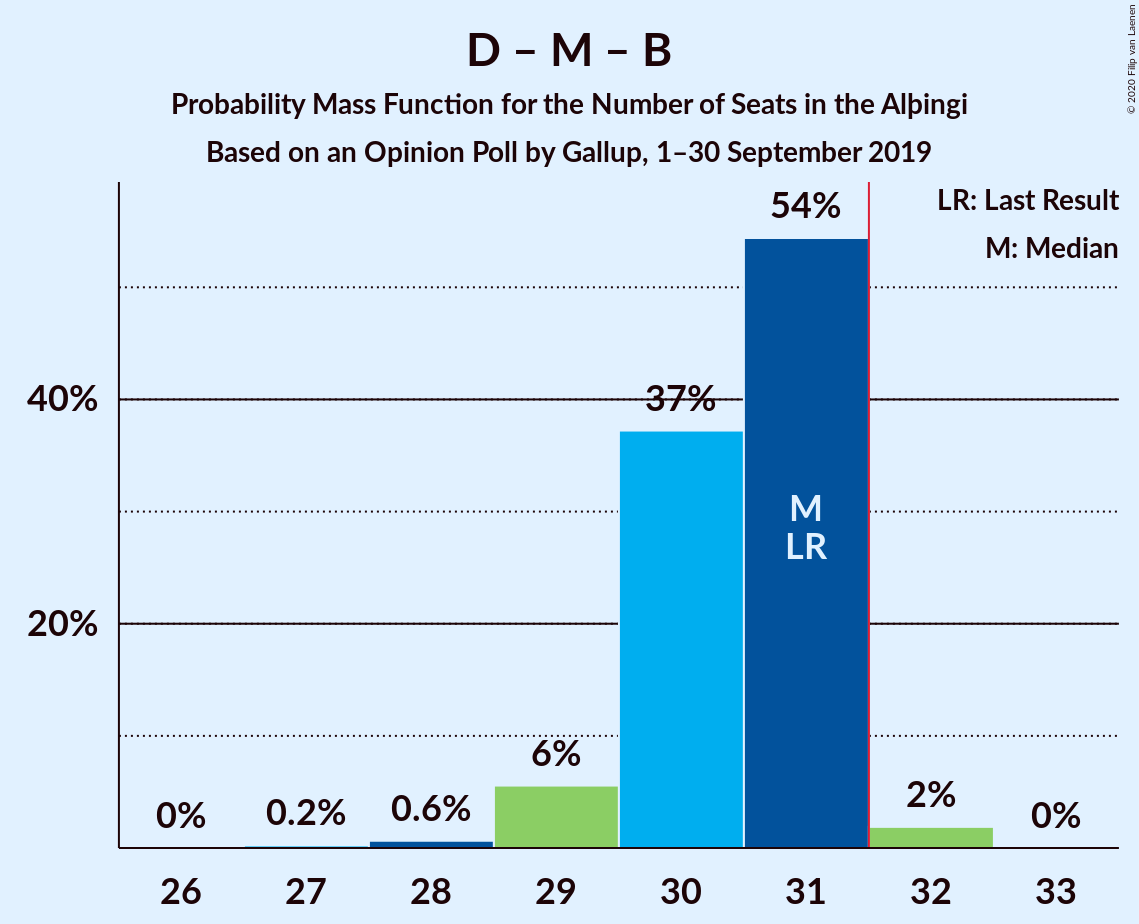 D – M – B
Probability Mass Function for the Number of Seats in the Alþingi
Based on an Opinion Poll by Gallup, 1–30 September 2019
© 2020 Filip van Laenen
LR: Last Result
M: Median
54%
40%
37%
M
LR
20%
6%
2%
0.6%
0.2%
0%
0%
26 27 28 29 30 31 32 33